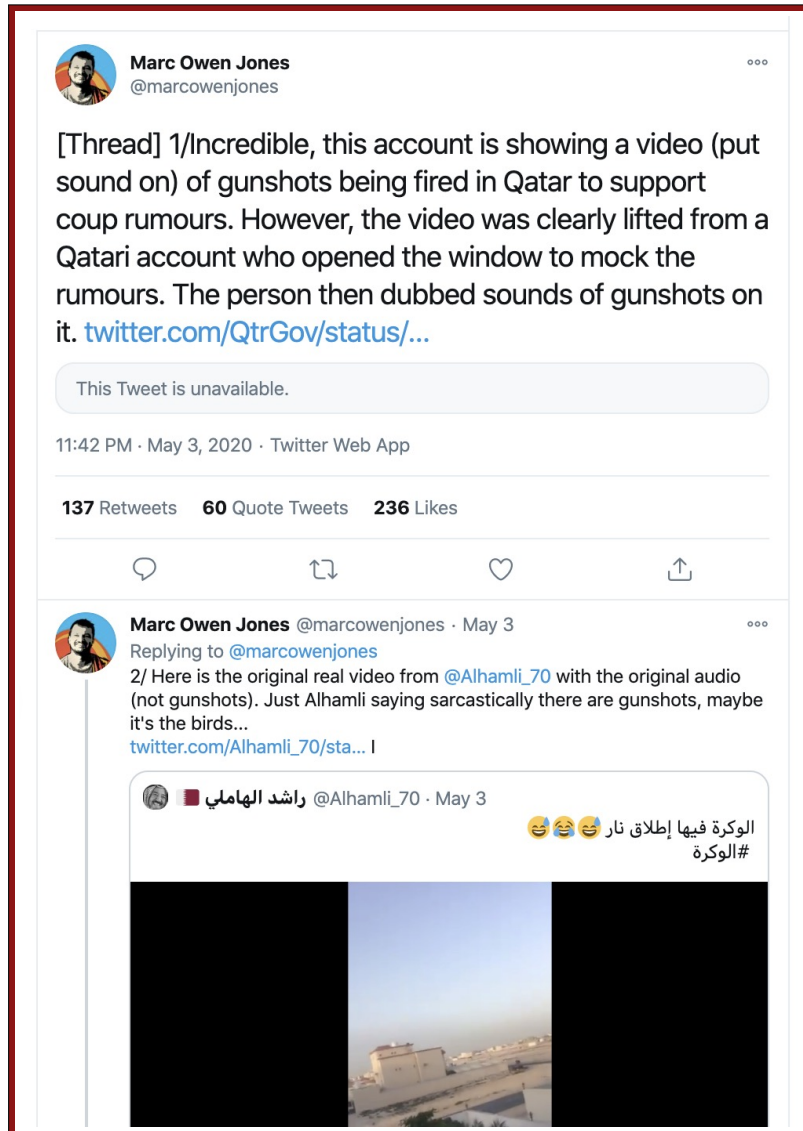 Marc Owen Jones
@marcowenjones
[Thread] 1/Incredible, this account is showing a video (put
sound on) of gunshots being fired in Qatar to support
coup rumours. However, the video was clearly lifted from a
Qatari account who opened the window to mock the
rumours. The person then dubbed sounds of gunshots on
it. twitter.com/QtrGov/status/...
This Tweet is unavailable.
11:42 PM · May 3, 2020 · Twitter Web App
137 Retweets 60 Quote Tweets 236 Likes
Marc Owen Jones @marcowenjones · May 3
Replying to @marcowenjones
2/ Here is the original real video from @Alhamli_70 with the original audio
(not gunshots). Just Alhamli saying sarcastically there are gunshots, maybe
it's the birds...
twitter.com/Alhamli_70/sta... I
راشد الهاملي 🇶🇦 @Alhamli_70 · May 3
الوكرة فيها إطلاق نار 😅😂😅
#الوكرة